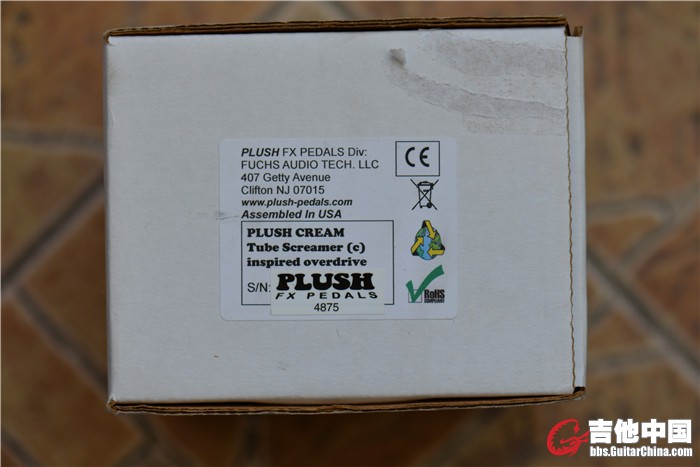 PLUSH FX PEDALS Div:
FUCHS AUDIO TECH. LLC
407 Getty Avenue
Clifton NJ 07015
www.plush-pedals.com
Assembled In USA
CE
PLUSH CREAM
Tube Screamer (c)
inspired overdrive
S/N: PLUSH
FX PEDALS
4875
RoHS
COMPLIANT
吉他中国
bbs.GuitarChina.com